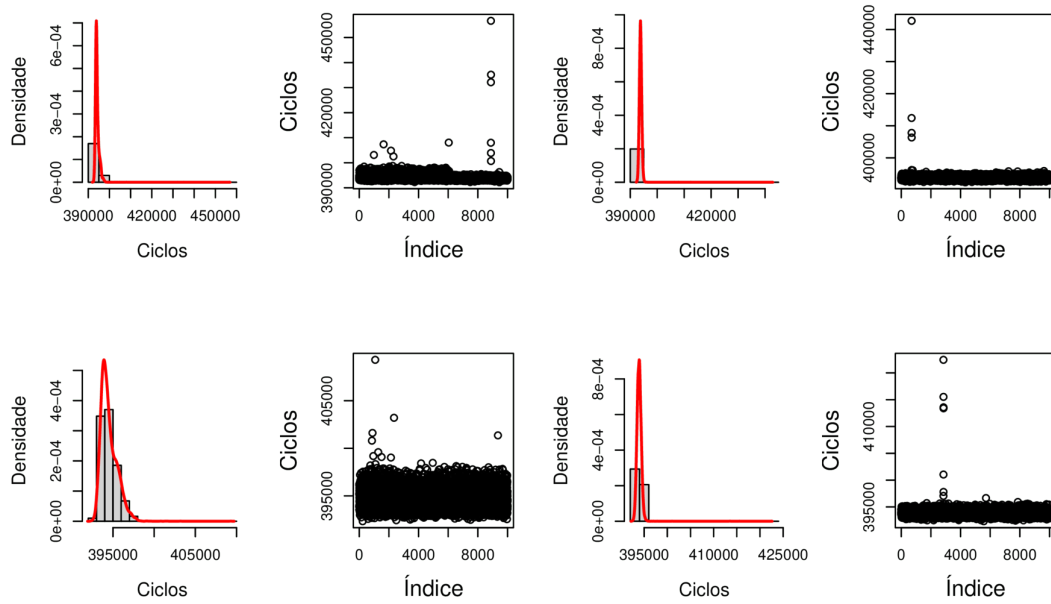 Densidade
0e+00 3e-04 6e-04
390000 420000 450000
Ciclos
Ciclos
390000 420000 450000
0 4000 8000
Índice
Densidade
0e+00 4e-04 8e-04
390000 420000
Ciclos
Ciclos
400000 420000 440000
0 4000 10000
Índice
Densidade
0e+00 2e-04 4e-04
395000 405000
Ciclos
Ciclos
395000 405000
0 4000 8000
Índice
Densidade
0e+00 4e-04 8e-04
395000 410000 425000
Ciclos
Ciclos
395000 410000
0 4000 10000
Índice